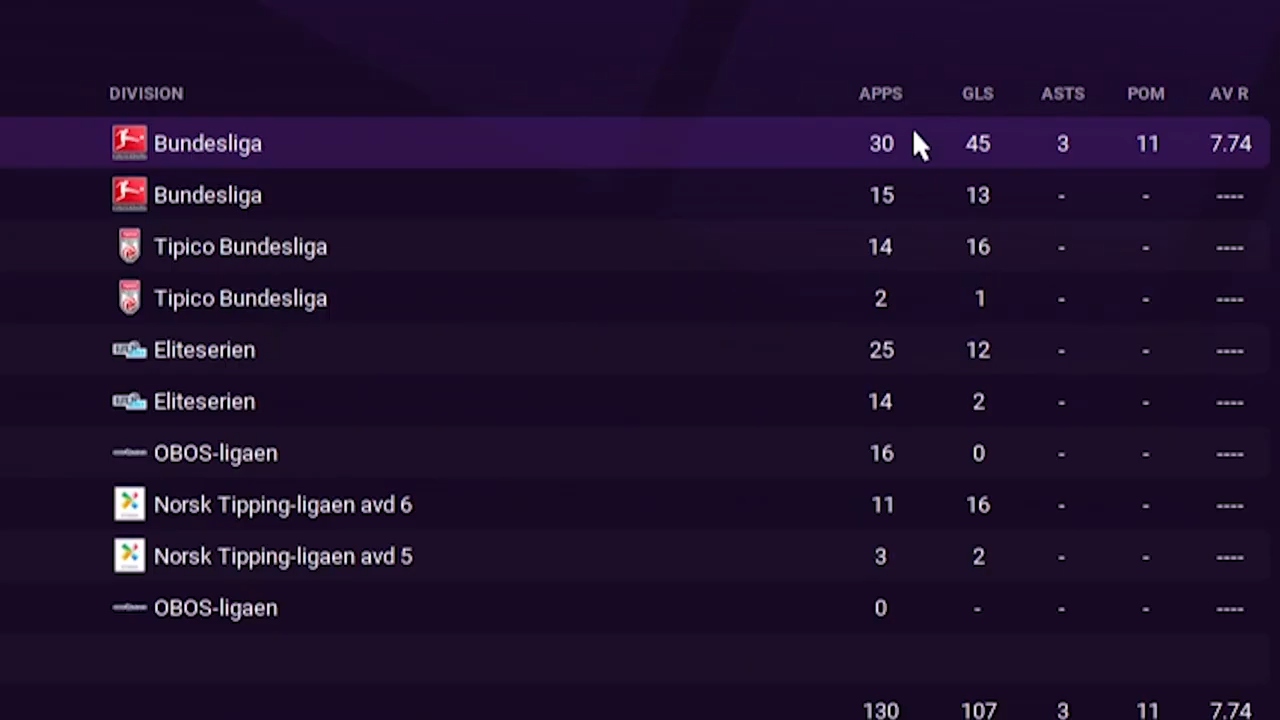 DIVISION APPS GLS ASTS POM AV R
Bundesliga 30 45 3 11 7.74
Bundesliga 15 13 - - ----
Tipico Bundesliga 14 16 - - ----
Tipico Bundesliga 2 1 - - ----
Eliteserien 25 12 - - ----
Eliteserien 14 2 - - ----
OBOS-ligaen 16 0 - - ----
Norsk Tipping-ligaen avd 6 11 16 - - ----
Norsk Tipping-ligaen avd 5 3 2 - - ----
OBOS-ligaen 0 - - - ----
130 107 3 11 7.74